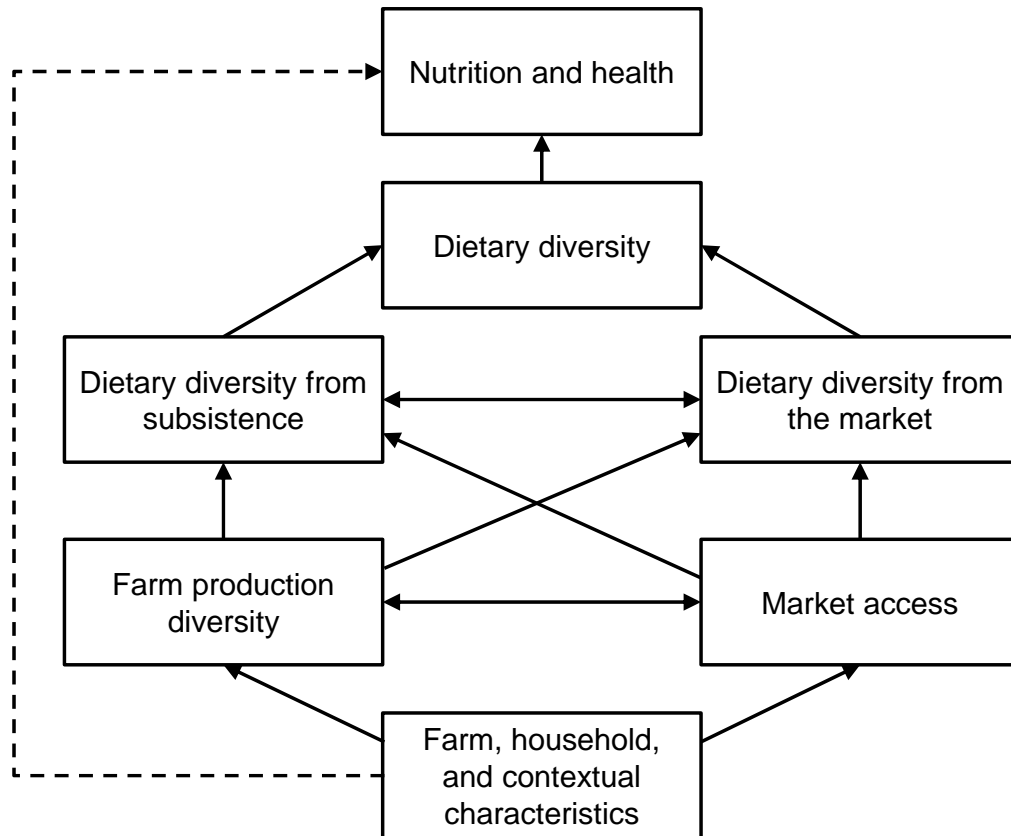 Nutrition and health
Dietary diversity
Dietary diversity from
subsistence
Dietary diversity from
the market
Farm production
diversity
Market access
Farm, household,
and contextual
characteristics